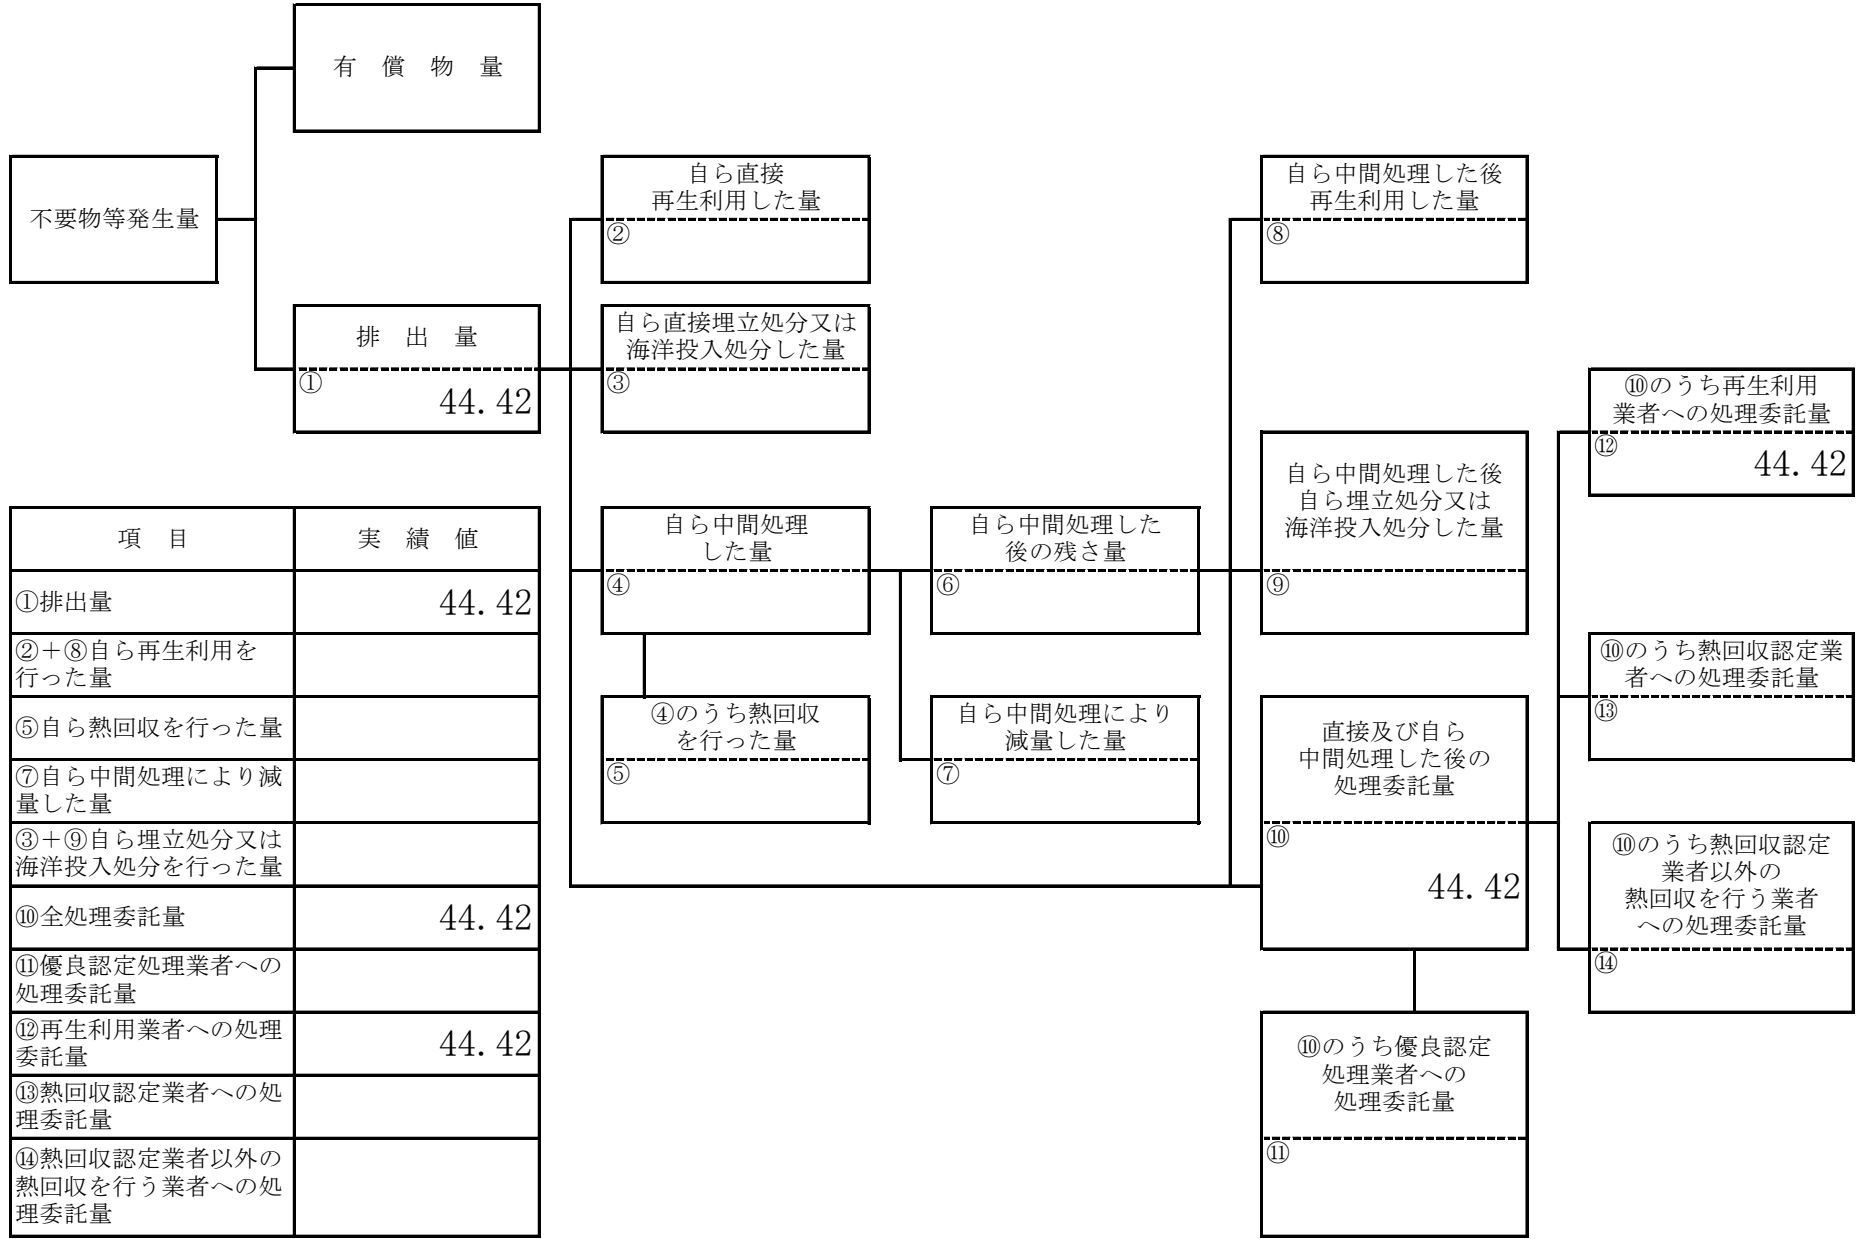 有 償 物 量
不要物等発生量
排 出 量
①
44.42
自ら直接
再生利用した量
②
自ら直接埋立処分又は
海洋投入処分した量
③
自ら中間処理
した量
④
④のうち熱回収
を行った量
⑤
自ら中間処理した
後の残さ量
⑥
自ら中間処理により
減量した量
⑦
自ら中間処理した後
再生利用した量
⑧
自ら中間処理した後
自ら埋立処分又は
海洋投入処分した量
⑨
直接及び自ら
中間処理した後の
処理委託量
⑩
44.42
⑩のうち優良認定
処理業者への
処理委託量
⑪
⑩のうち再生利用
業者への処理委託量
⑫
44.42
⑩のうち熱回収認定業
者への処理委託量
⑬
⑩のうち熱回収認定
業者以外の
熱回収を行う業者
への処理委託量
⑭
項 目 実 績 値
①排出量 44.42
②＋⑧自ら再生利用を
行った量
⑤自ら熱回収を行った量
⑦自ら中間処理により減
量した量
③＋⑨自ら埋立処分又は
海洋投入処分を行った量
⑩全処理委託量 44.42
⑪優良認定処理業者への
処理委託量
⑫再生利用業者への処理
委託量 44.42
⑬熱回収認定業者への処
理委託量
⑭熱回収認定業者以外の
熱回収を行う業者への処
理委託量